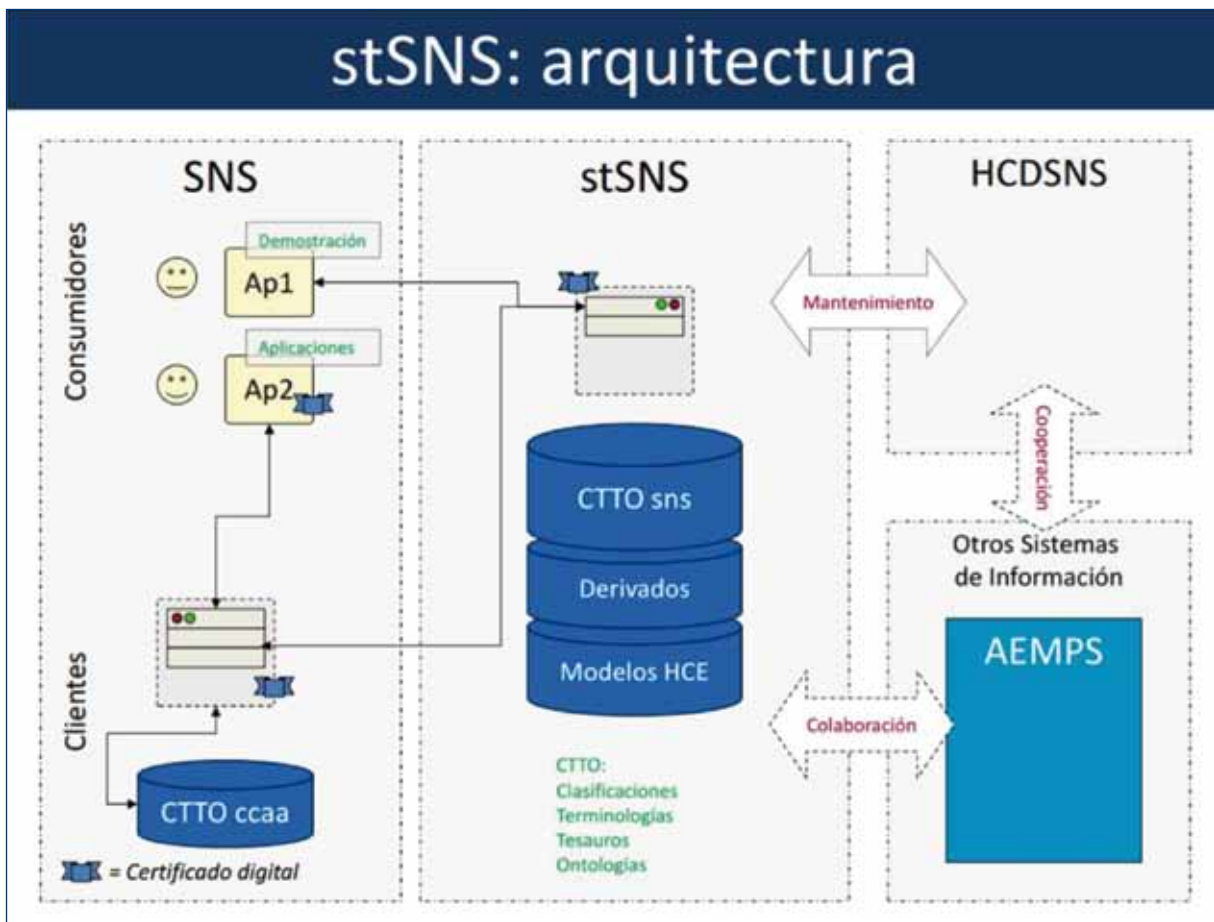 stSNS: arquitectura
SNS
Consumidores
Demostración
Ap1
Aplicaciones
Ap2
Clientes
CTTO ccaa
= Certificado digital
stSNS
CTTO sns
Derivados
Modelos HCE
CTTO:
Clasificaciones
Terminologías
Tesauros
Ontologías
HCDSNS
Mantenimiento
Cooperación
Otros Sistemas
de Información
AEMPS
Colaboración